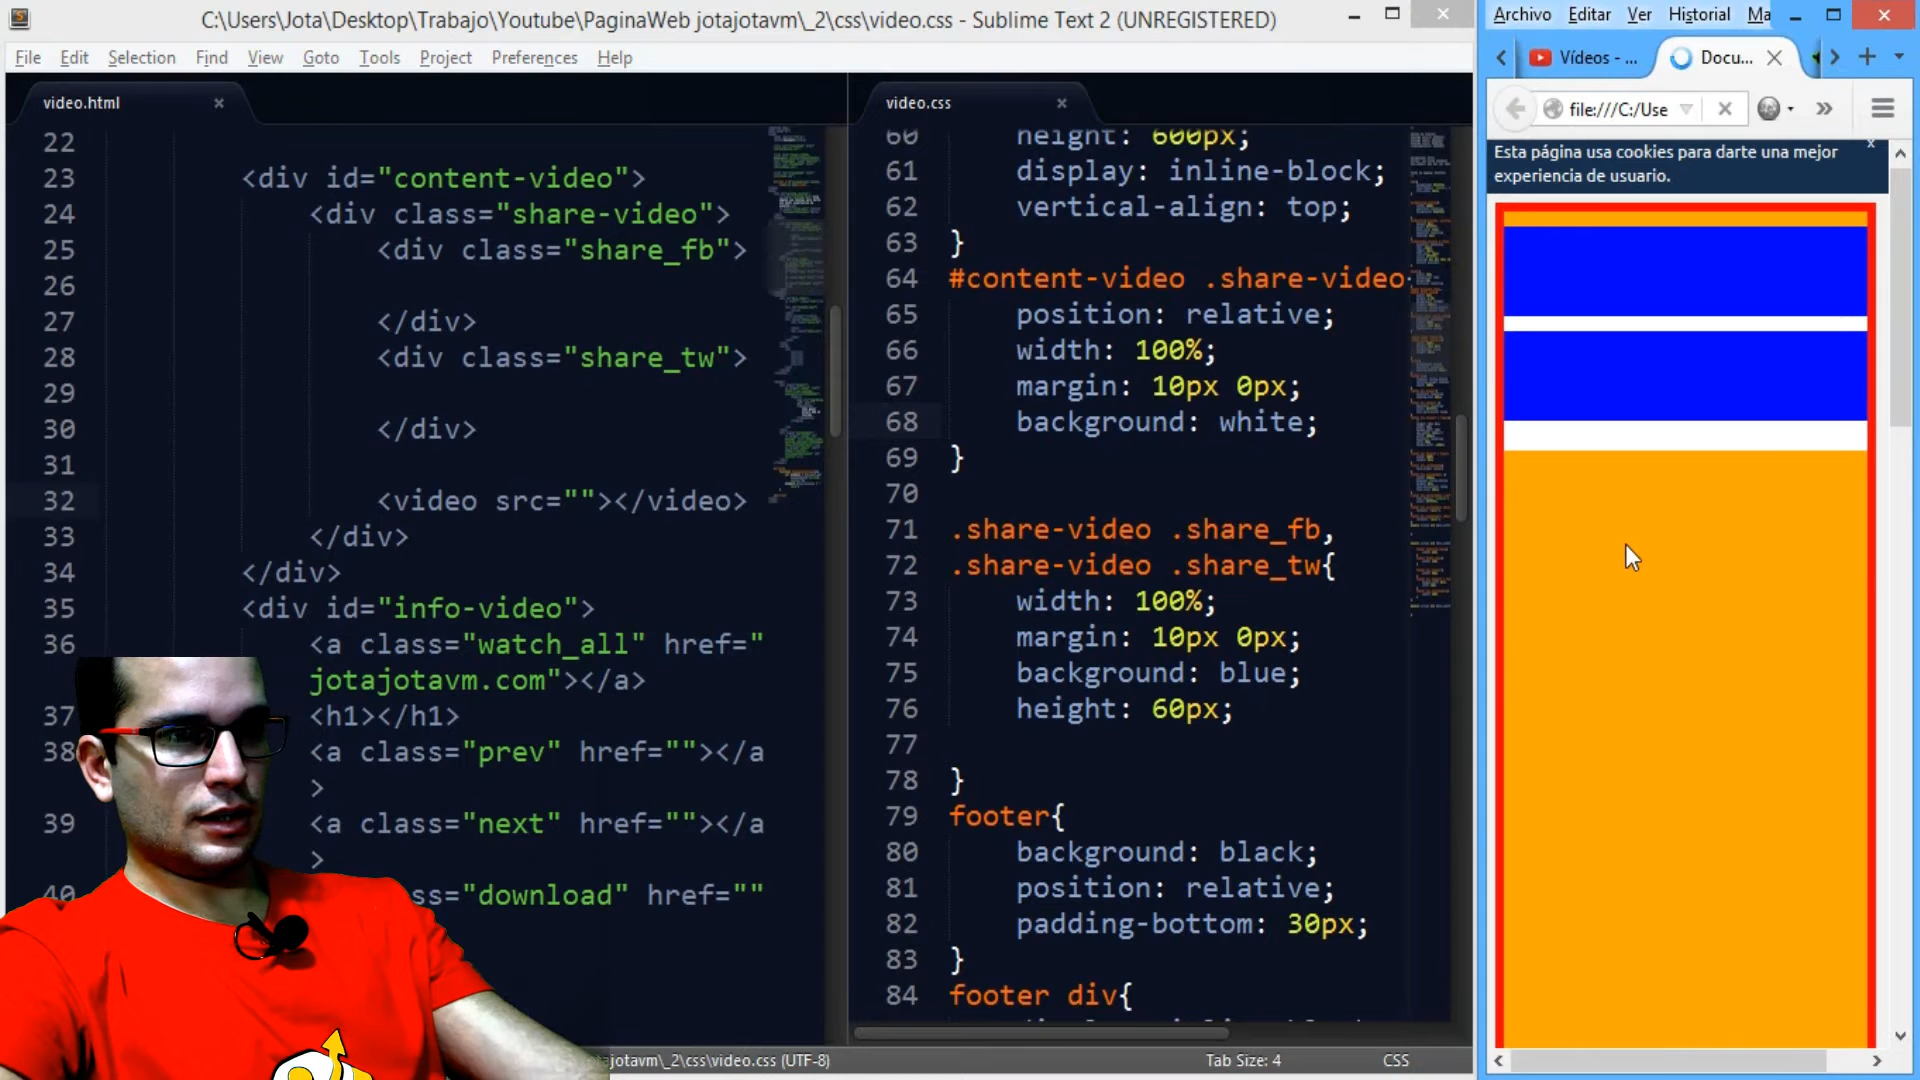 C:\Users\Jota\Desktop\Trabajo\Youtube\PaginaWeb jotajotavm\_2\css\video.css - Sublime Text 2 (UNREGISTERED)
File Edit Selection Find View Goto Tools Project Preferences Help
video.html ×
22
23 <div id="content-video">
24 <div class="share-video">
25 <div class="share_fb">
26
27 </div>
28 <div class="share_tw">
29
30 </div>
31
32 <video src=""></video>
33 </div>
34 </div>
35 <div id="info-video">
36 <a class="watch_all" href="
jotajotavm.com"></a>
37 <h1></h1>
38 <a class="prev" href=""></a
>
39 <a class="next" href=""></a
>
40 ss="download" href=""
video.css ×
60 height: 600px;
61 display: inline-block;
62 vertical-align: top;
63 }
64 #content-video .share-video
65 position: relative;
66 width: 100%;
67 margin: 10px 0px;
68 background: white;
69 }
70
71 .share-video .share_fb,
72 .share-video .share_tw{
73 width: 100%;
74 margin: 10px 0px;
75 background: blue;
76 height: 60px;
77
78 }
79 footer{
80 background: black;
81 position: relative;
82 padding-bottom: 30px;
83 }
84 footer div{
jotavm\_2\css\video.css (UTF-8) Tab Size: 4 CSS
Archivo Editar Ver Historial Ma
Vídeos - ... Docu...
file:///C:/Use
Esta página usa cookies para darte una mejor
experiencia de usuario.